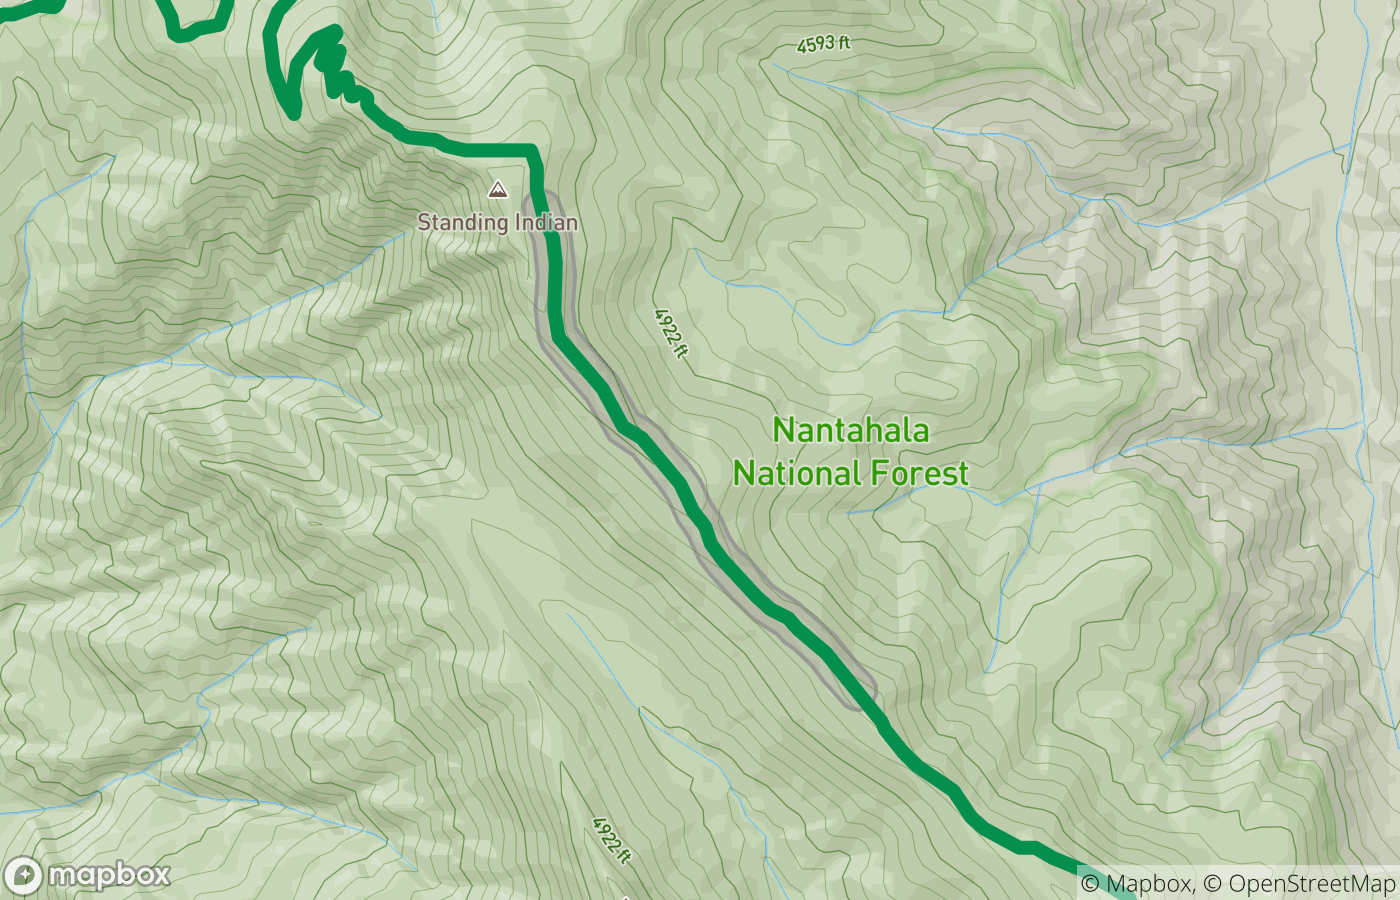 4593 ft
Standing Indian
4922 ft
Nantahala
National Forest
4922 ft
mapbox
© Mapbox, © OpenStreetMap